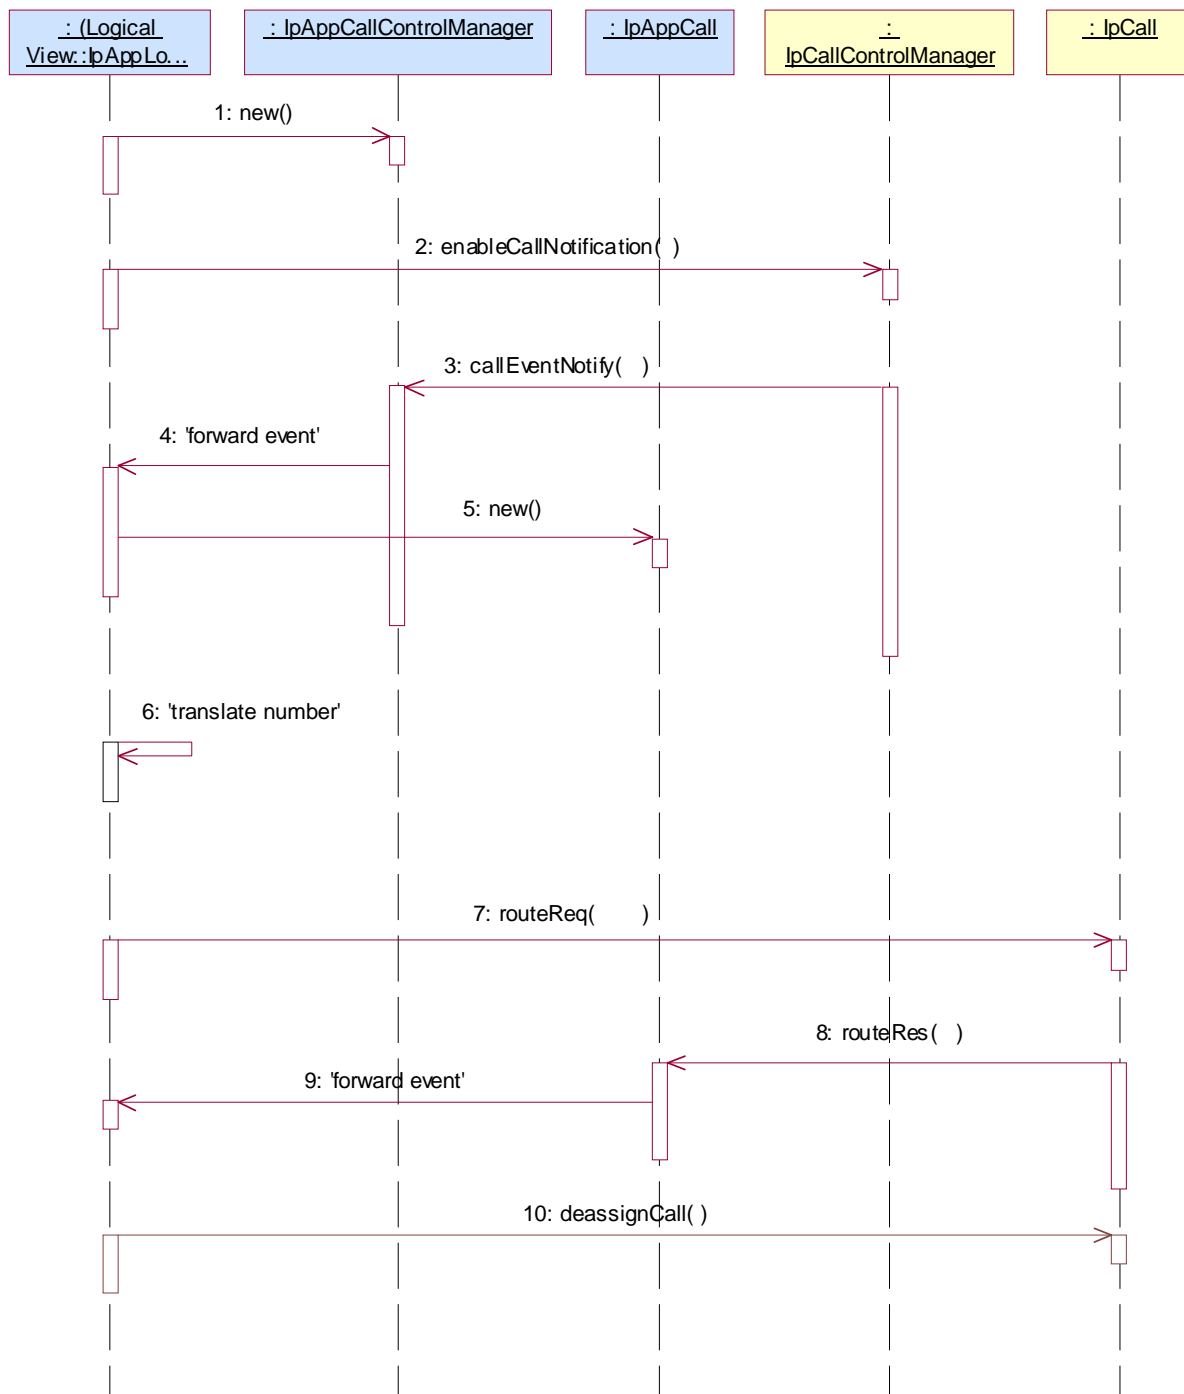 : (Logical
View::IpAppLo...
: IpAppCallControlManager
: IpAppCall
:
IpCallControlManager
: IpCall
1: new()
2: enableCallNotification( )
3: callEventNotify( )
4: 'forward event'
5: new()
6: 'translate number'
7: routeReq( )
8: routeRes( )
9: 'forward event'
10: deassignCall( )